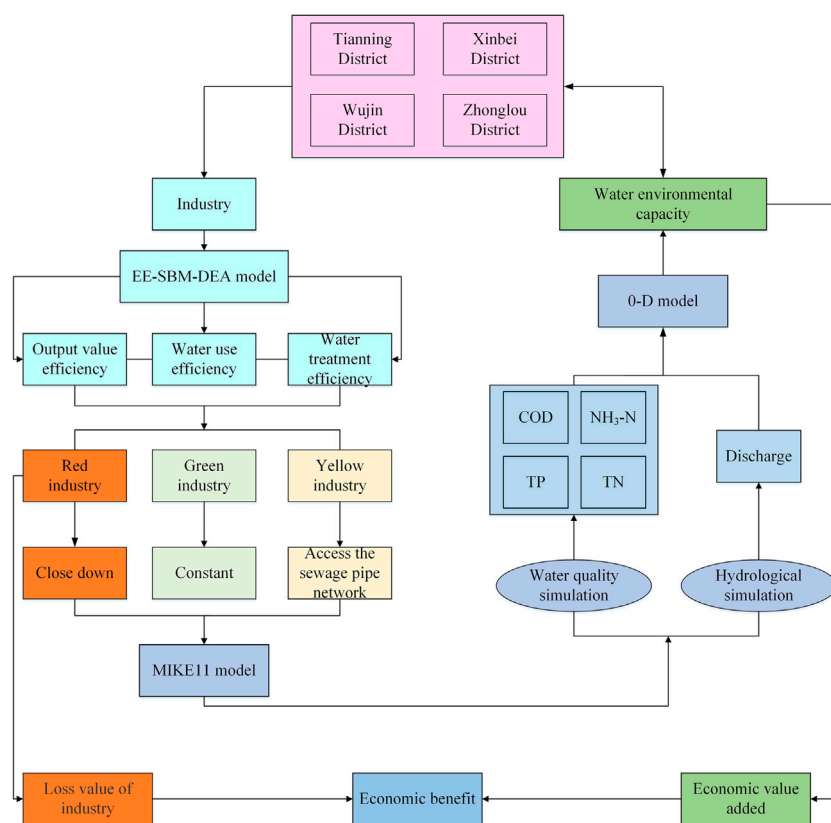 Tianning
District
Xinbei
District
Wujin
District
Zhonglou
District
Industry
Water environmental
capacity
EE-SBM-DEA model
0-D model
Output value
efficiency
Water use
efficiency
Water
treatment
efficiency
COD
NH₃-N
TP
TN
Discharge
Red
industry
Green
industry
Yellow
industry
Close down
Constant
Access the
sewage pipe
network
Water quality
simulation
Hydrological
simulation
MIKE11 model
Loss value of
industry
Economic benefit
Economic value
added